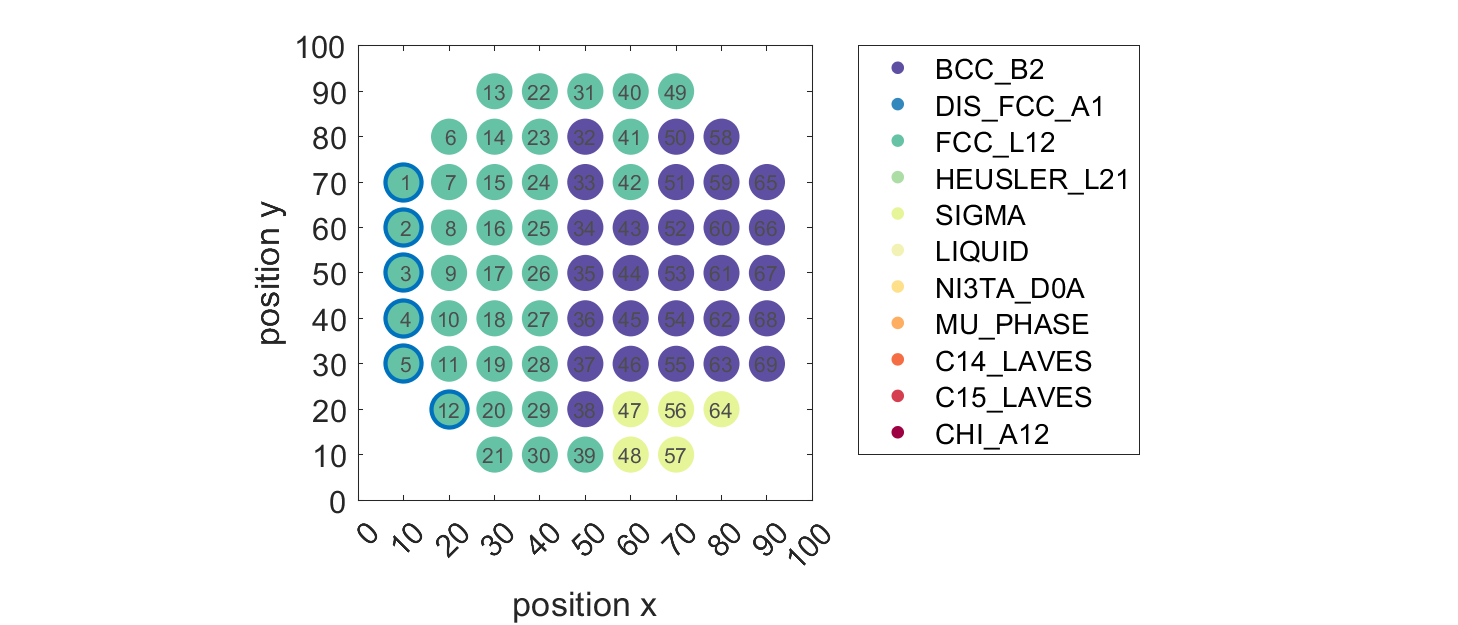 100
90
13 22 31 40 49
80
6 14 23 32 41 50 58
70
1 7 15 24 33 42 51 59 65
60
2 8 16 25 34 43 52 60 66
50
3 9 17 26 35 44 53 61 67
40
4 10 18 27 36 45 54 62 68
30
5 11 19 28 37 46 55 63 69
20
12 20 29 38 47 56 64
10
21 30 39 48 57
0
position y
0 10 20 30 40 50 60 70 80 90 100
position x
BCC_B2
DIS_FCC_A1
FCC_L12
HEUSLER_L21
SIGMA
LIQUID
NI3TA_D0A
MU_PHASE
C14_LAVES
C15_LAVES
CHI_A12